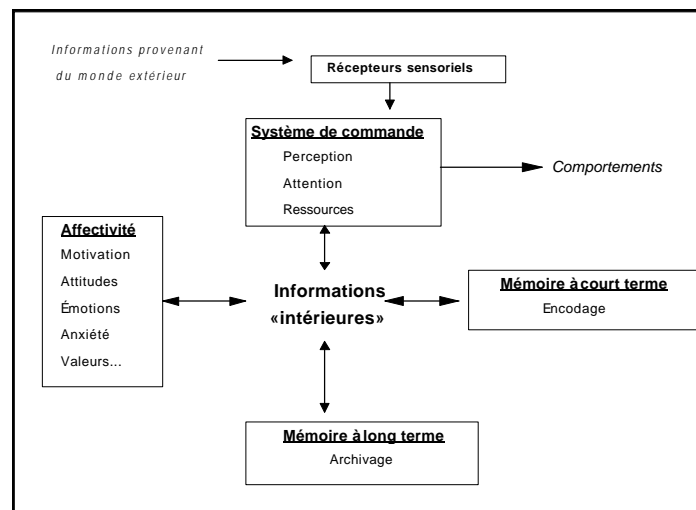 Informations provenant
du monde extérieur
Récepteurs sensoriels
Système de commande
Perception
Attention
Ressources
Comportements
Affectivité
Motivation
Attitudes
Émotions
Anxiété
Valeurs...
Informations
«intérieures»
Mémoire à court terme
Encodage
Mémoire à long terme
Archivage